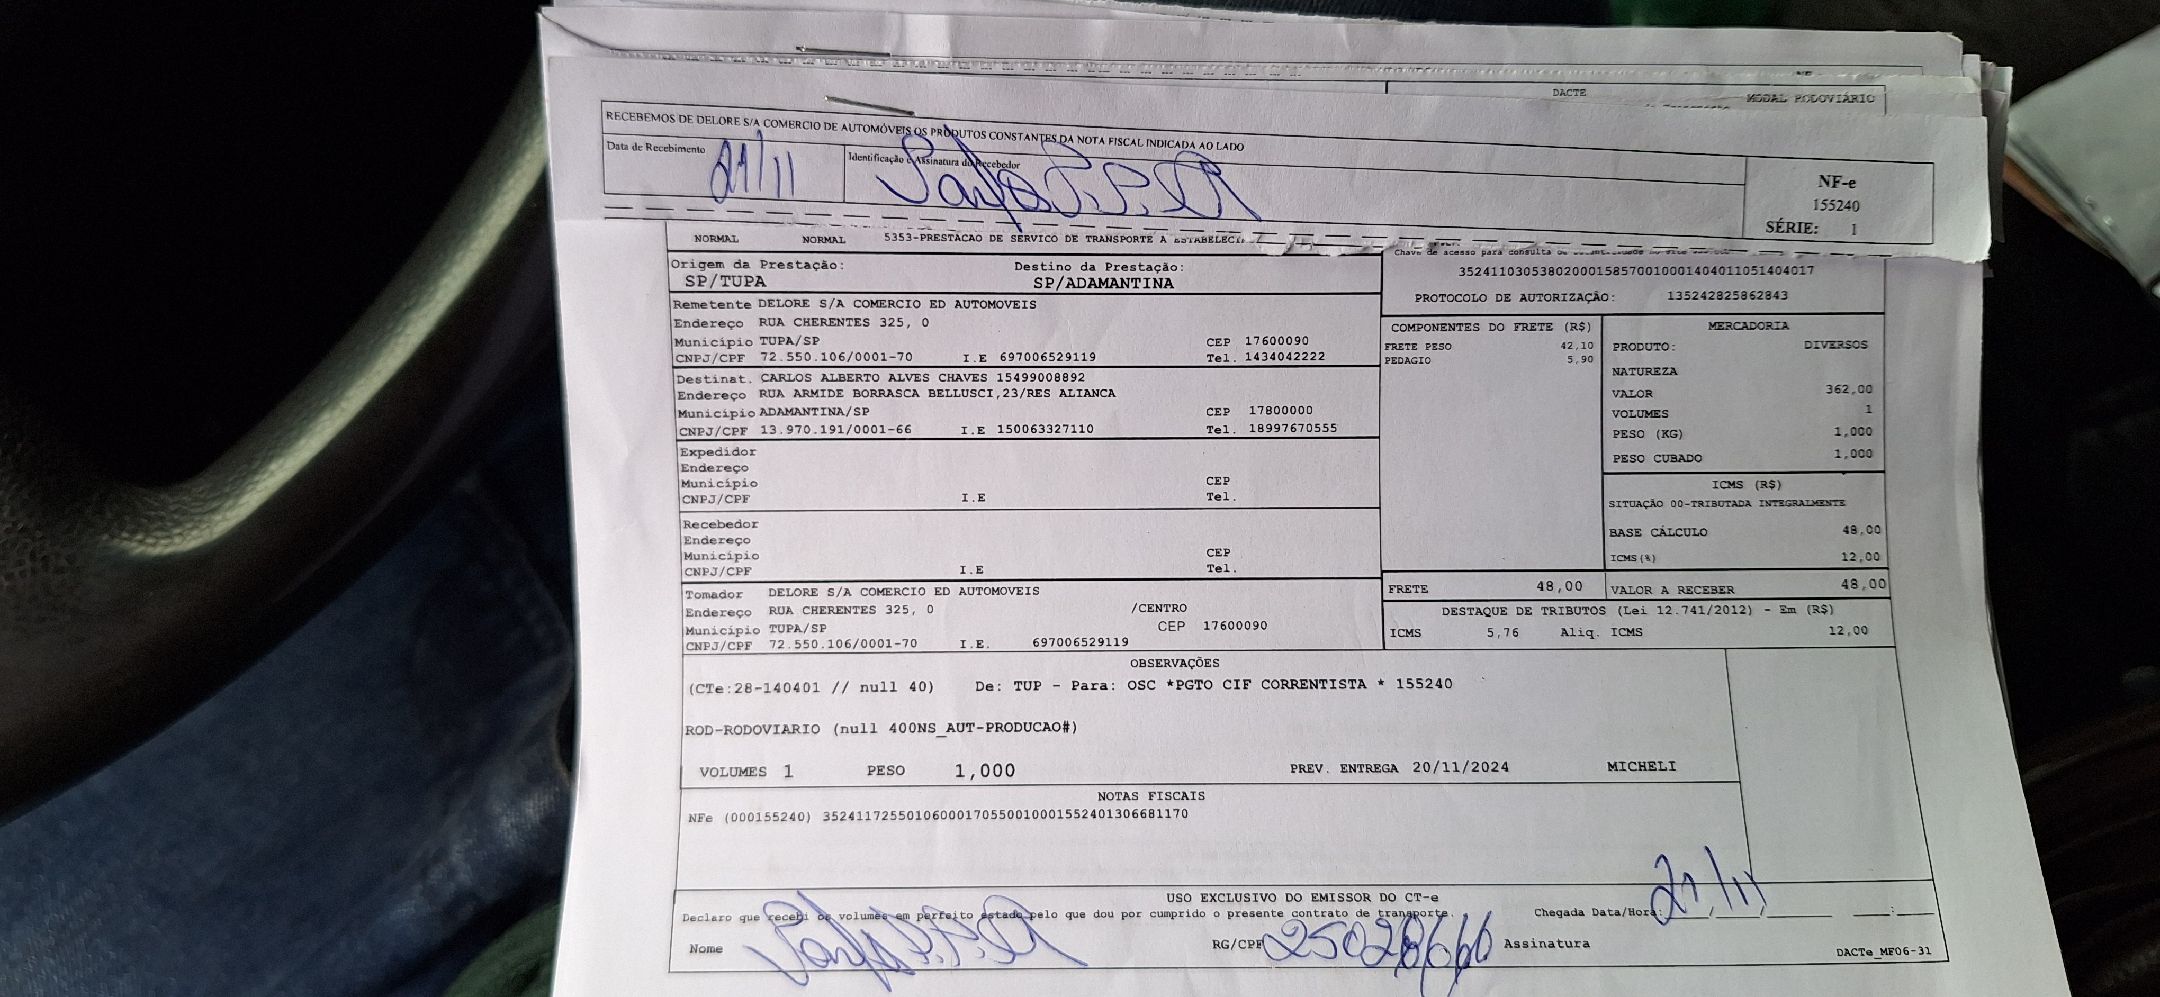 DACTE
MODAL RODOVIÁRIO
RECEBEMOS DE DELORE S/A COMERCIO DE AUTOMÓVEIS OS PRODUTOS CONSTANTES DA NOTA FISCAL INDICADA AO LADO
Data de Recebimento 21/11
Identificação e Assinatura do Recebedor
NF-e
155240
SÉRIE: 1
NORMAL NORMAL 5353-PRESTACAO DE SERVICO DE TRANSPORTE A ESTABELECI
Chave de acesso para consulta
35241103053802000158570010001404011051404017
PROTOCOLO DE AUTORIZAÇÃO: 135242825862843
Origem da Prestação: Destino da Prestação:
SP/TUPA SP/ADAMANTINA
Remetente DELORE S/A COMERCIO ED AUTOMOVEIS
Endereço RUA CHERENTES 325, 0
Município TUPA/SP CEP 17600090
CNPJ/CPF 72.550.106/0001-70 I.E 697006529119 Tel. 1434042222
Destinat. CARLOS ALBERTO ALVES CHAVES 15499008892
Endereço RUA ARMIDE BORRASCA BELLUSCI,23/RES ALIANCA
Município ADAMANTINA/SP CEP 17800000
CNPJ/CPF 13.970.191/0001-66 I.E 150063327110 Tel. 18997670555
Expedidor
Endereço
Município CEP
CNPJ/CPF I.E Tel.
Recebedor
Endereço
Município CEP
CNPJ/CPF I.E Tel.
Tomador DELORE S/A COMERCIO ED AUTOMOVEIS
Endereço RUA CHERENTES 325, 0 /CENTRO
Município TUPA/SP CEP 17600090
CNPJ/CPF 72.550.106/0001-70 I.E. 697006529119
COMPONENTES DO FRETE (R$)
FRETE PESO 42,10
PEDAGIO 5,90
MERCADORIA
PRODUTO: DIVERSOS
NATUREZA
VALOR 362,00
VOLUMES 1
PESO (KG) 1,000
PESO CUBADO 1,000
ICMS (R$)
SITUAÇÃO 00-TRIBUTADA INTEGRALMENTE
BASE CÁLCULO 48,00
ICMS(%) 12,00
FRETE 48,00 VALOR A RECEBER 48,00
DESTAQUE DE TRIBUTOS (Lei 12.741/2012) - Em (R$)
ICMS 5,76 Aliq. ICMS 12,00
OBSERVAÇÕES
(CTe:28-140401 // null 40) De: TUP - Para: OSC *PGTO CIF CORRENTISTA * 155240
ROD-RODOVIARIO (null 400NS_AUT-PRODUCAO#)
VOLUMES 1 PESO 1,000 PREV. ENTREGA 20/11/2024 MICHELI
NOTAS FISCAIS
NFe (000155240) 35241172550106000170550010001552401306681170
USO EXCLUSIVO DO EMISSOR DO CT-e
Declaro que recebi os volumes em perfeito estado pelo que dou por cumprido o presente contrato de transporte. Chegada Data/Hora: 21/11
Nome RG/CPF Assinatura
DACTe_MF06-31